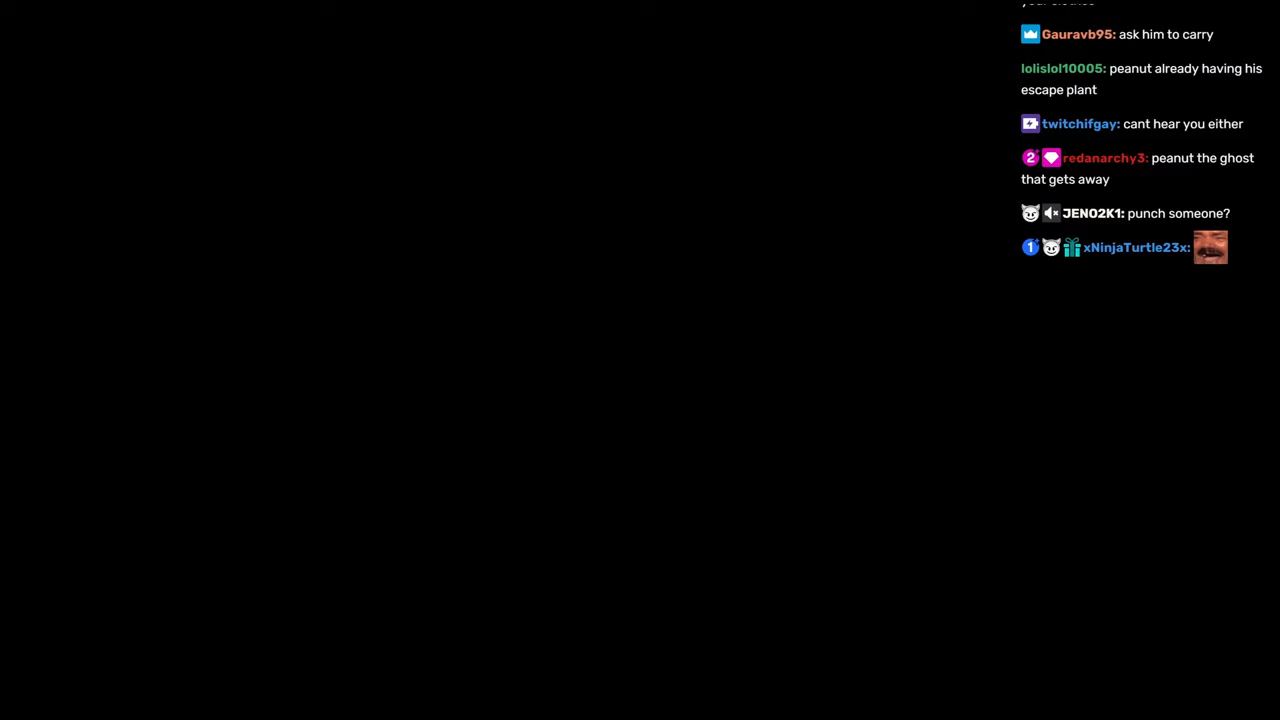 Gauravb95: ask him to carry
lolislol10005: peanut already having his
escape plant
twitchifgay: cant hear you either
2 redanarchy3: peanut the ghost
that gets away
JENO2K1: punch someone?
1 xNinjaTurtle23x: